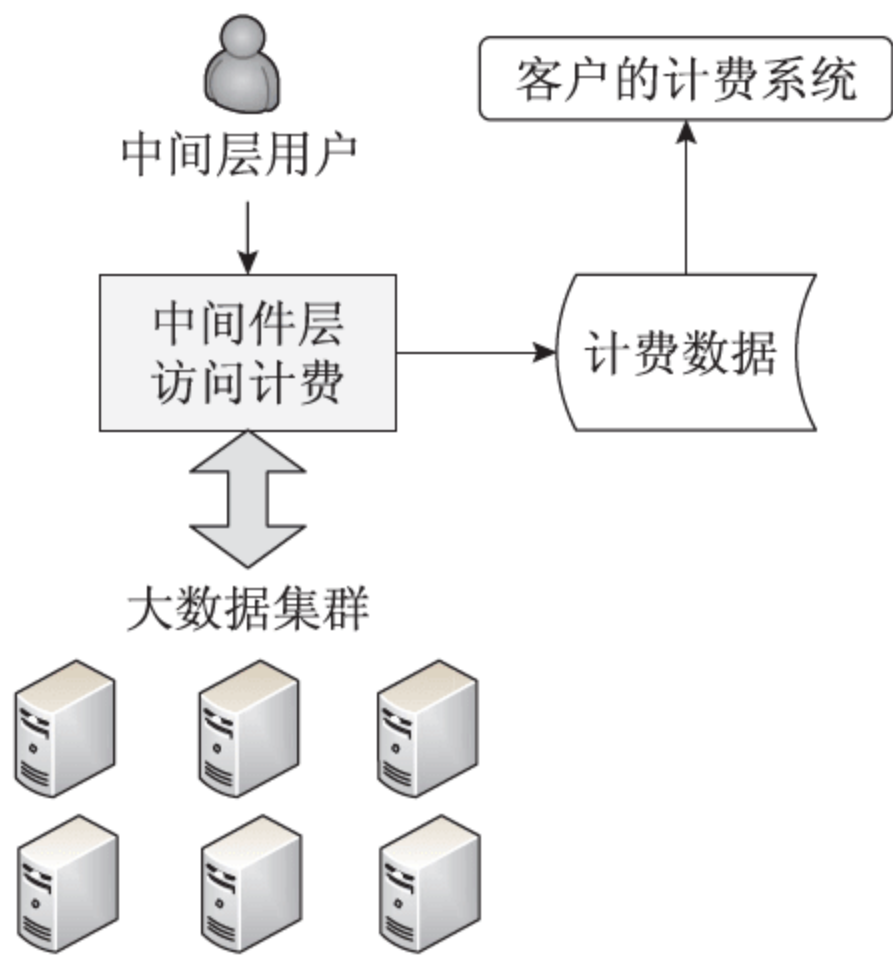 客户的计费系统
中间层用户
中间件层
访问计费
计费数据
大数据集群